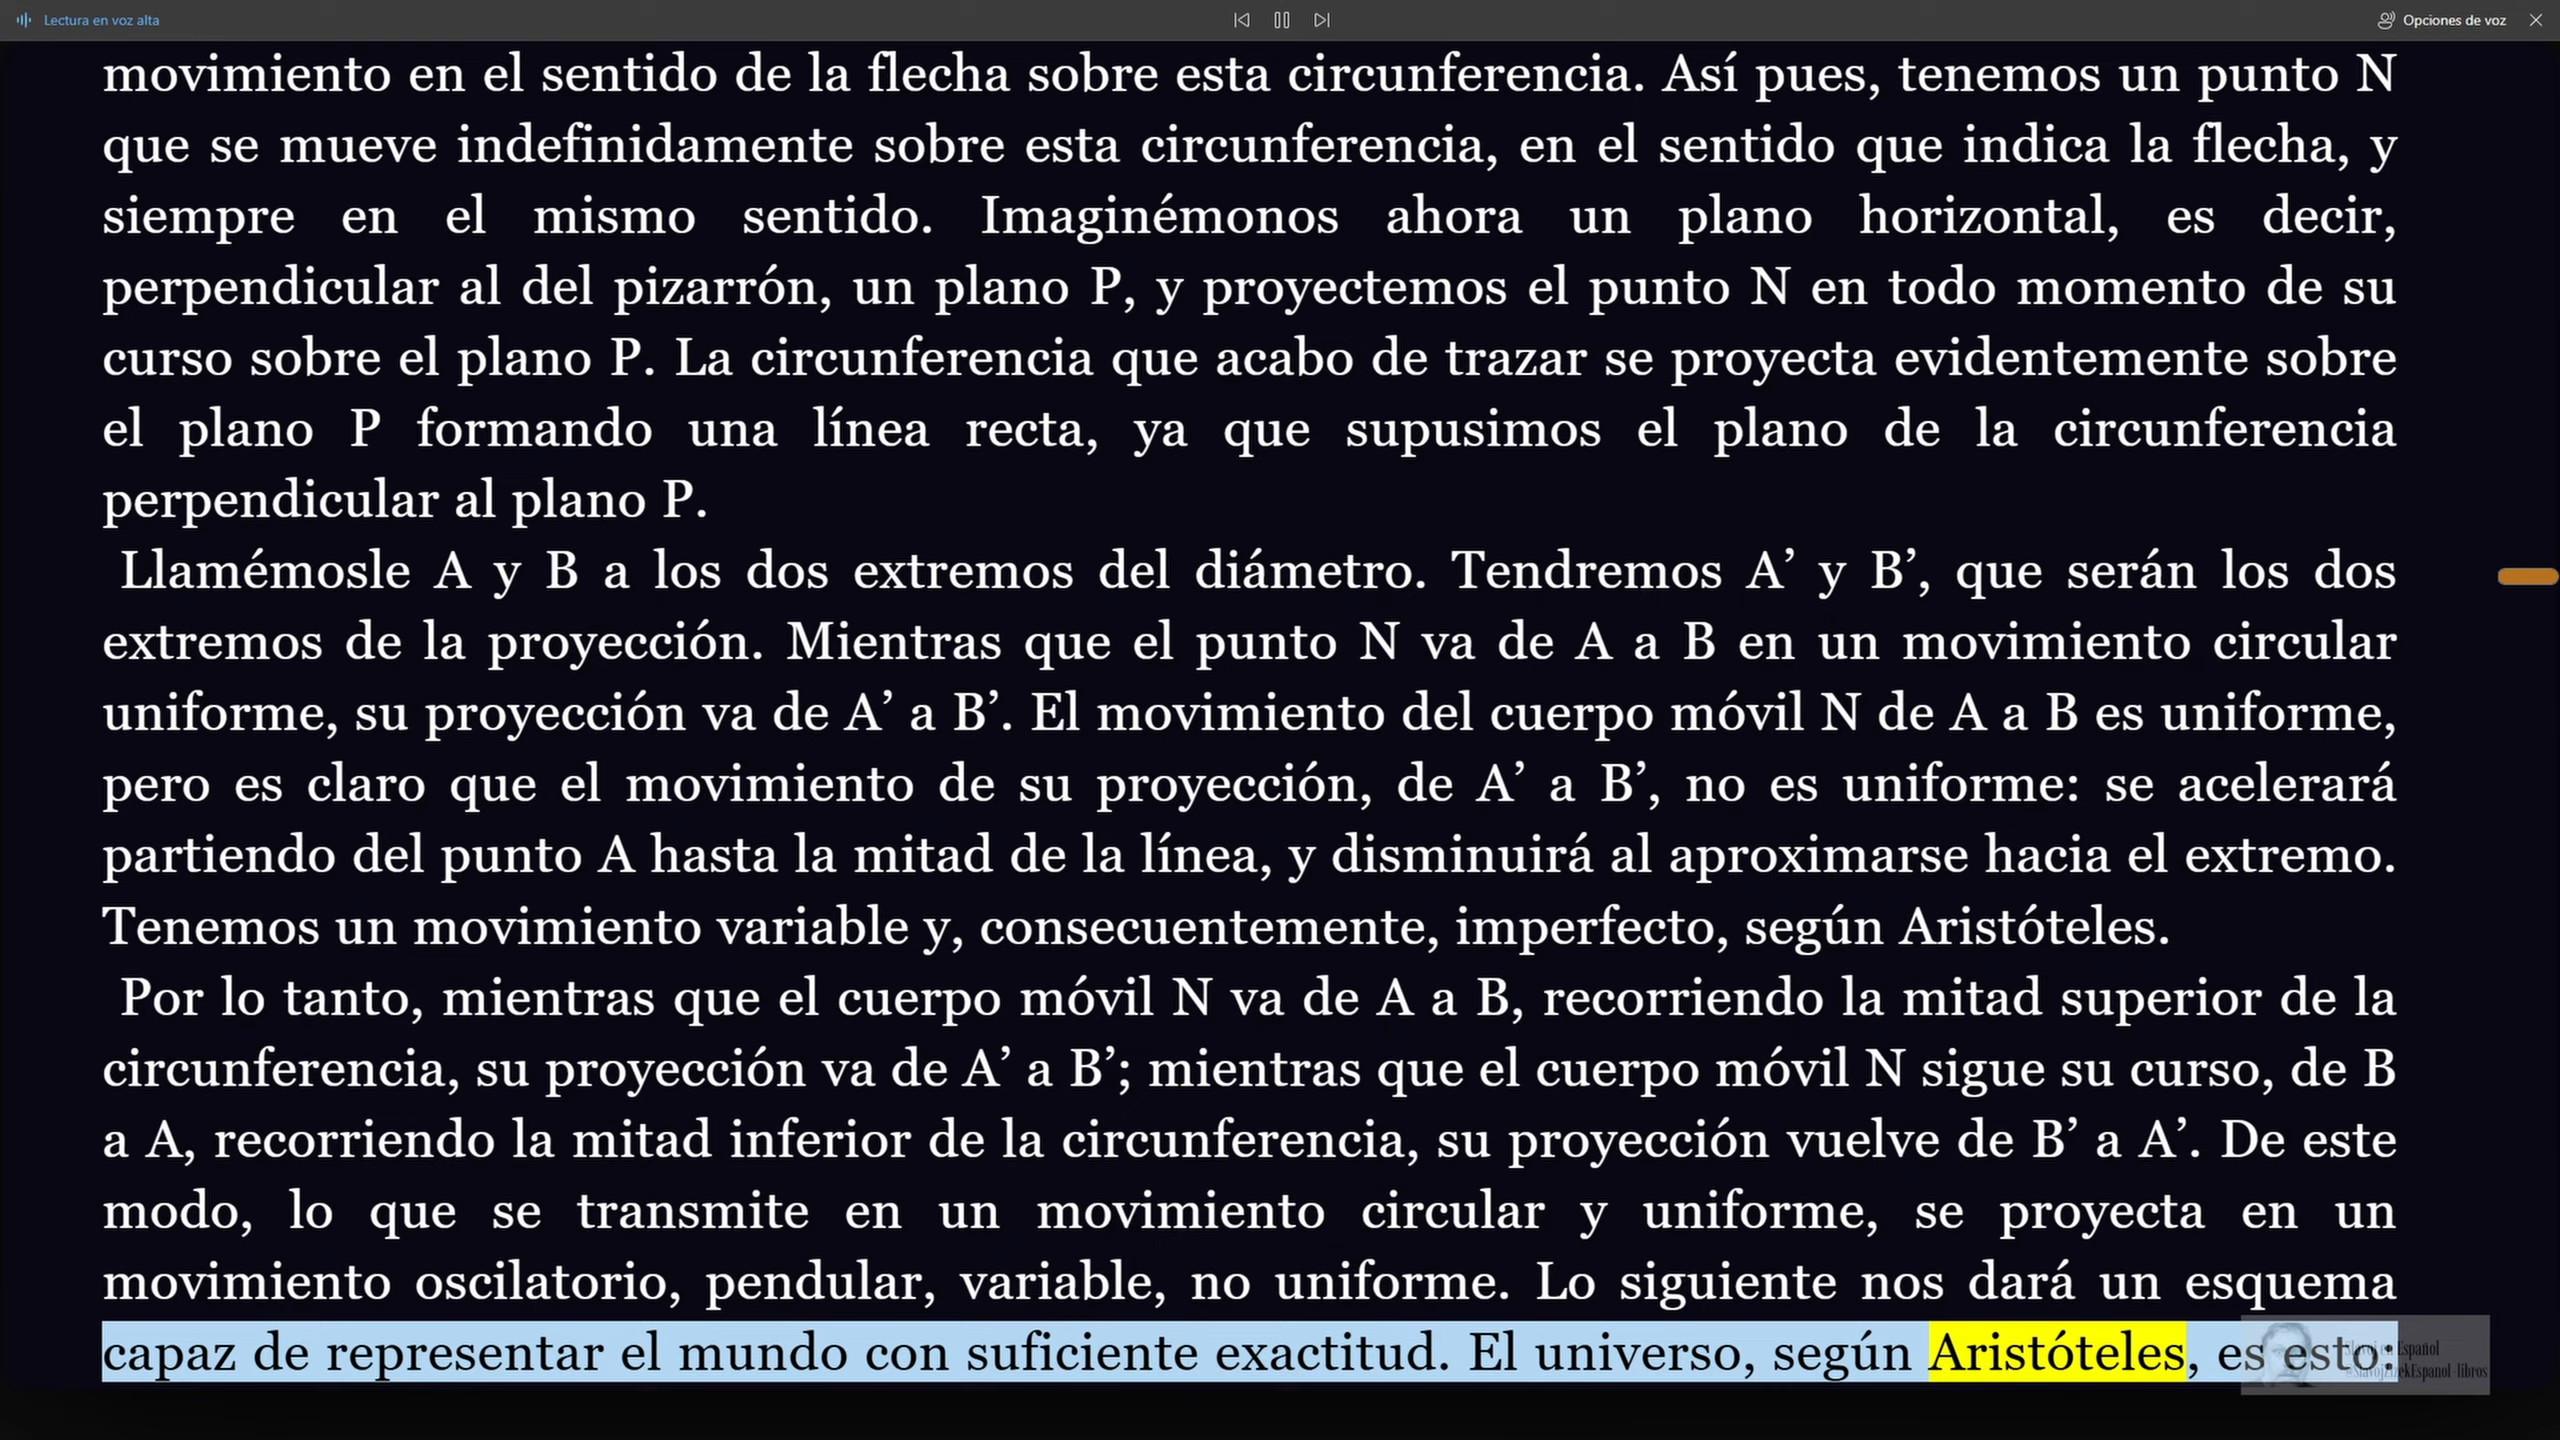 Lectura en voz alta
Opciones de voz
movimiento en el sentido de la flecha sobre esta circunferencia. Así pues, tenemos un punto N
que se mueve indefinidamente sobre esta circunferencia, en el sentido que indica la flecha, y
siempre en el mismo sentido. Imaginémonos ahora un plano horizontal, es decir,
perpendicular al del pizarrón, un plano P, y proyectemos el punto N en todo momento de su
curso sobre el plano P. La circunferencia que acabo de trazar se proyecta evidentemente sobre
el plano P formando una línea recta, ya que supusimos el plano de la circunferencia
perpendicular al plano P.
Llamémosle A y B a los dos extremos del diámetro. Tendremos A’ y B’, que serán los dos
extremos de la proyección. Mientras que el punto N va de A a B en un movimiento circular
uniforme, su proyección va de A’ a B’. El movimiento del cuerpo móvil N de A a B es uniforme,
pero es claro que el movimiento de su proyección, de A’ a B’, no es uniforme: se acelerará
partiendo del punto A hasta la mitad de la línea, y disminuirá al aproximarse hacia el extremo.
Tenemos un movimiento variable y, consecuentemente, imperfecto, según Aristóteles.
Por lo tanto, mientras que el cuerpo móvil N va de A a B, recorriendo la mitad superior de la
circunferencia, su proyección va de A’ a B’; mientras que el cuerpo móvil N sigue su curso, de B
a A, recorriendo la mitad inferior de la circunferencia, su proyección vuelve de B’ a A’. De este
modo, lo que se transmite en un movimiento circular y uniforme, se proyecta en un
movimiento oscilatorio, pendular, variable, no uniforme. Lo siguiente nos dará un esquema
capaz de representar el mundo con suficiente exactitud. El universo, según Aristóteles, es esto:
Español